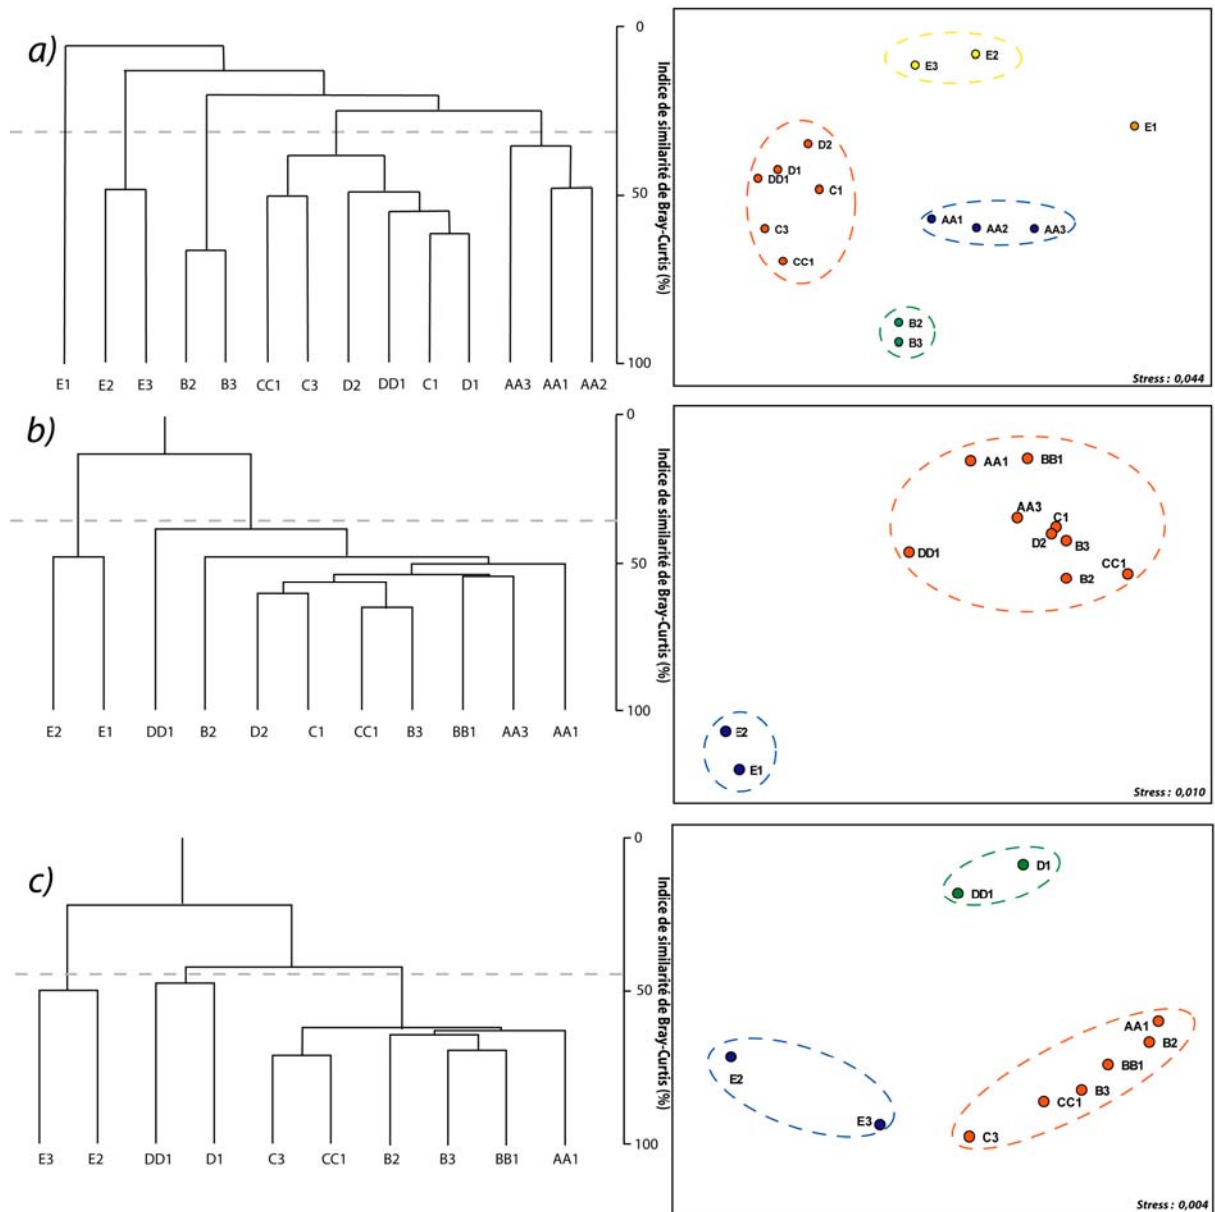 a)
0
50
100
Indice de similarité de Bray-Curtis (%)
E1 E2 E3 B2 B3 CC1 C3 D2 DD1 C1 D1 AA3 AA1 AA2
E2
E3
E1
D2
D1
DD1
C1
AA1
AA2
AA3
C3
CC1
B2
B3
Stress : 0,044
b)
0
50
100
Indice de similarité de Bray-Curtis (%)
E2 E1 DD1 B2 D2 C1 CC1 B3 BB1 AA3 AA1
AA1
BB1
AA3
C1
D2
B3
DD1
CC1
B2
E2
E1
Stress : 0,010
c)
0
50
100
Indice de similarité de Bray-Curtis (%)
E3 E2 DD1 D1 C3 CC1 B2 B3 BB1 AA1
D1
DD1
AA1
B2
BB1
E2
B3
CC1
E3
C3
Stress : 0,004